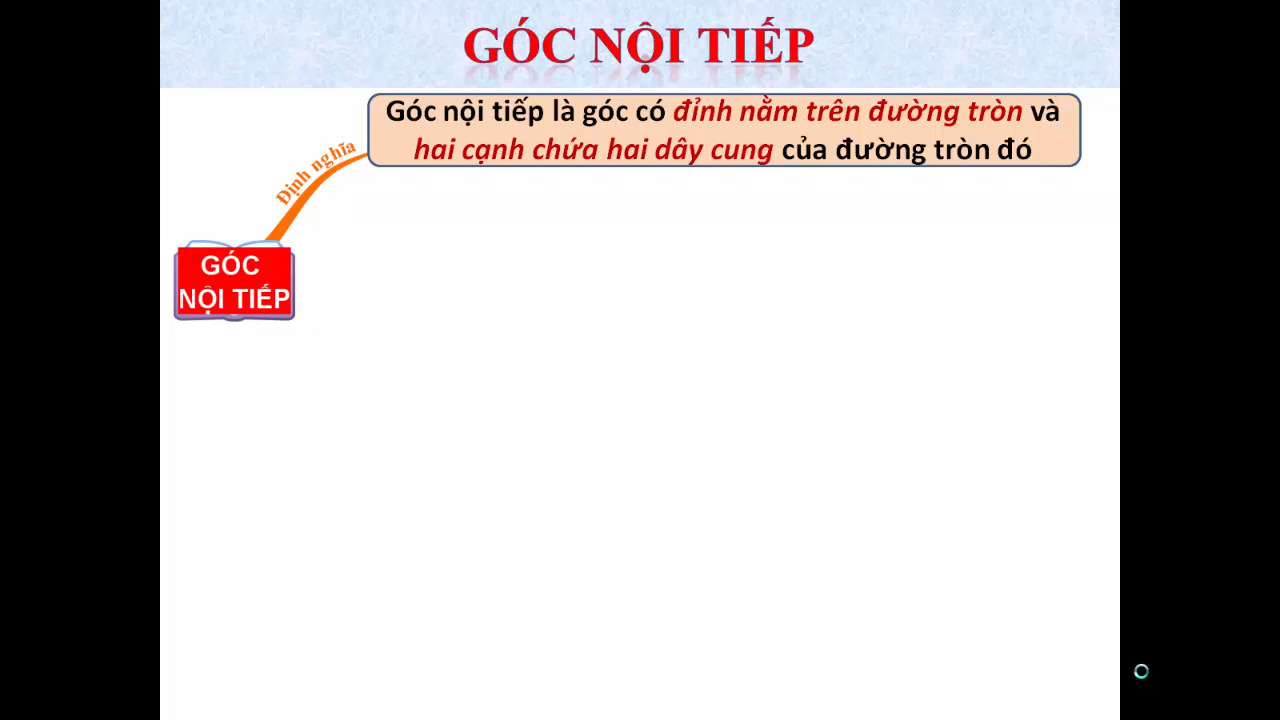 GÓC NỘI TIẾP
Góc nội tiếp là góc có đỉnh nằm trên đường tròn và
hai cạnh chứa hai dây cung của đường tròn đó
Định nghĩa
GÓC
NỘI TIẾP